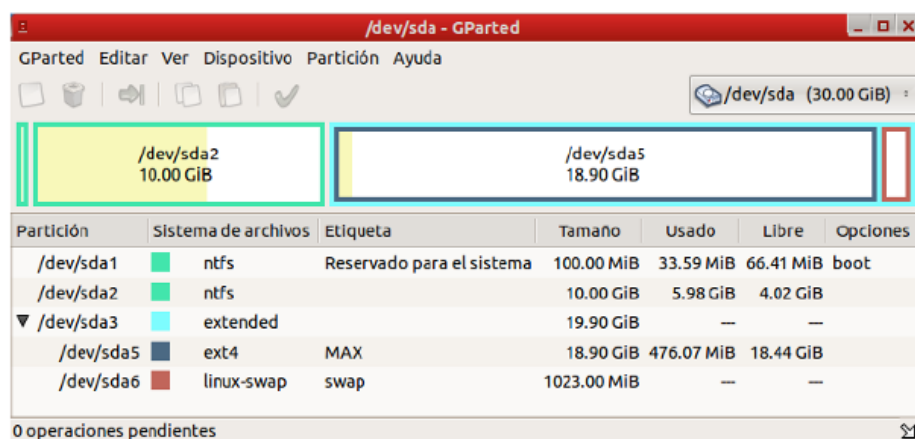 /dev/sda - GParted
GParted Editar Ver Dispositivo Partición Ayuda
/dev/sda (30.00 GiB)
/dev/sda2 /dev/sda5
10.00 GiB 18.90 GiB
Partición Sistema de archivos Etiqueta Tamaño Usado Libre Opciones
/dev/sda1 ntfs Reservado para el sistema 100.00 MiB 33.59 MiB 66.41 MiB boot
/dev/sda2 ntfs 10.00 GiB 5.98 GiB 4.02 GiB
/dev/sda3 extended 19.90 GiB --- ---
/dev/sda5 ext4 MAX 18.90 GiB 476.07 MiB 18.44 GiB
/dev/sda6 linux-swap swap 1023.00 MiB --- ---
0 operaciones pendientes